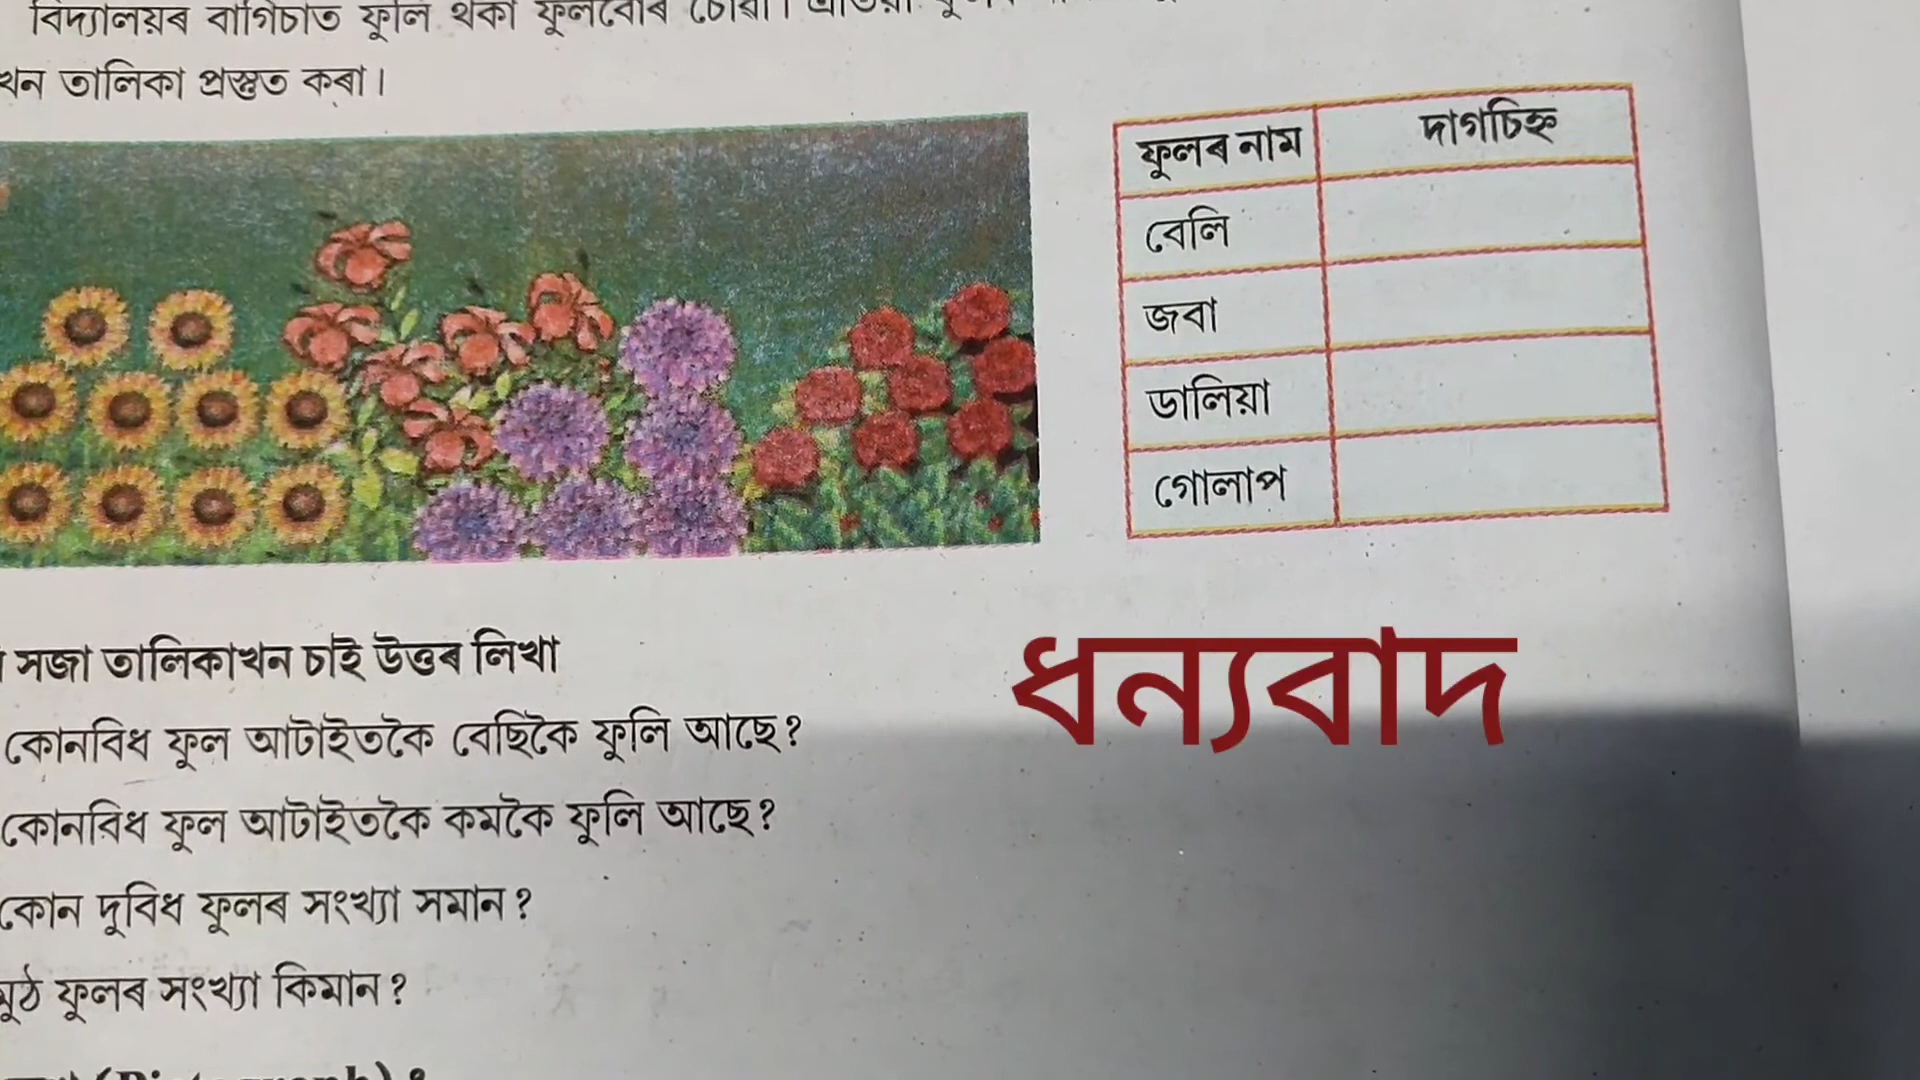 বিদ্যালয়ৰ বাগিচাত ফুলি থকা ফুলবোৰ চোৱা।
খন তালিকা প্ৰস্তুত কৰা।
ফুলৰ নাম দাগচিহ্ন
বেলি
জবা
ডালিয়া
গোলাপ
সজা তালিকাখন চাই উত্তৰ লিখা
ধন্যবাদ
কোনবিধ ফুল আটাইতকৈ বেছিকৈ ফুলি আছে?
কোনবিধ ফুল আটাইতকৈ কমকৈ ফুলি আছে?
কোন দুবিধ ফুলৰ সংখ্যা সমান?
মুঠ ফুলৰ সংখ্যা কিমান?